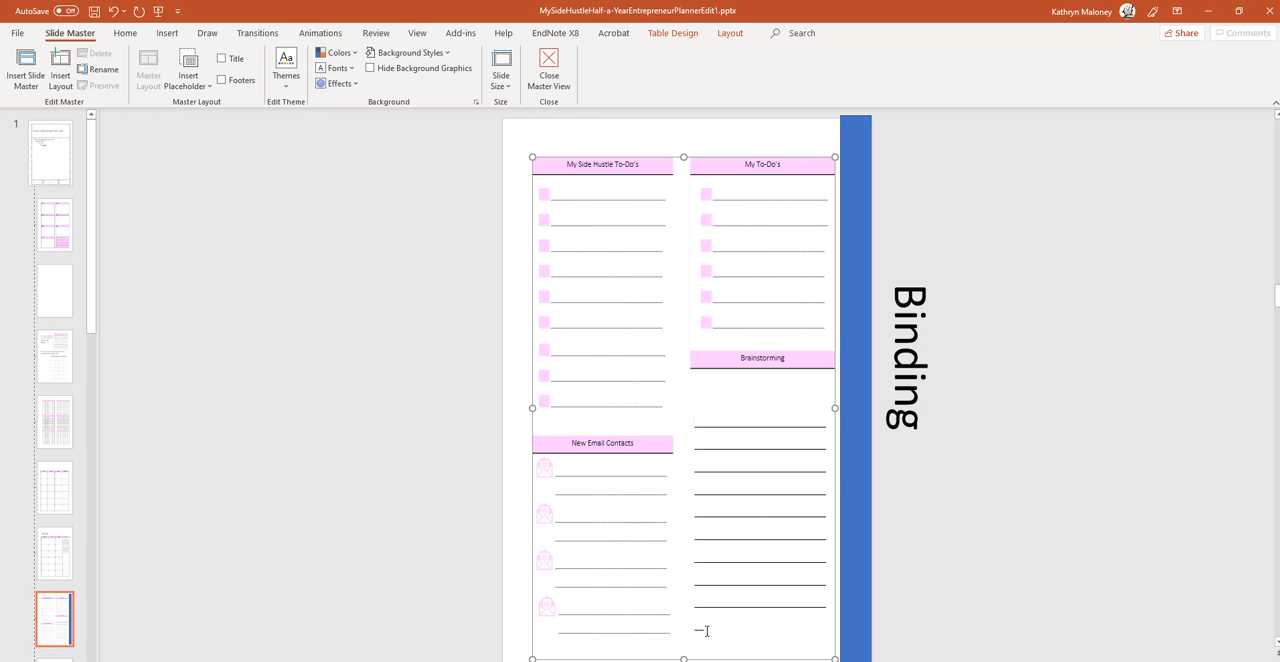 AutoSave Off
MySideHustleHalf-a-YearEntrepreneurPlannerEdit1.pptx
Kathryn Maloney
File Slide Master Home Insert Draw Transitions Animations Review View Add-ins Help EndNote X8 Acrobat Table Design Layout Search
Share Comments
Insert Slide Master
Insert Layout
Delete
Rename
Preserve
Edit Master
Master Layout
Insert Placeholder
Title
Footers
Master Layout
Themes
Edit Theme
Colors
Fonts
Effects
Background Styles
Hide Background Graphics
Background
Slide Size
Size
Close Master View
Close
1
My Side Hustle To-Do's
My To-Do's
Brainstorming
New Email Contacts
Binding